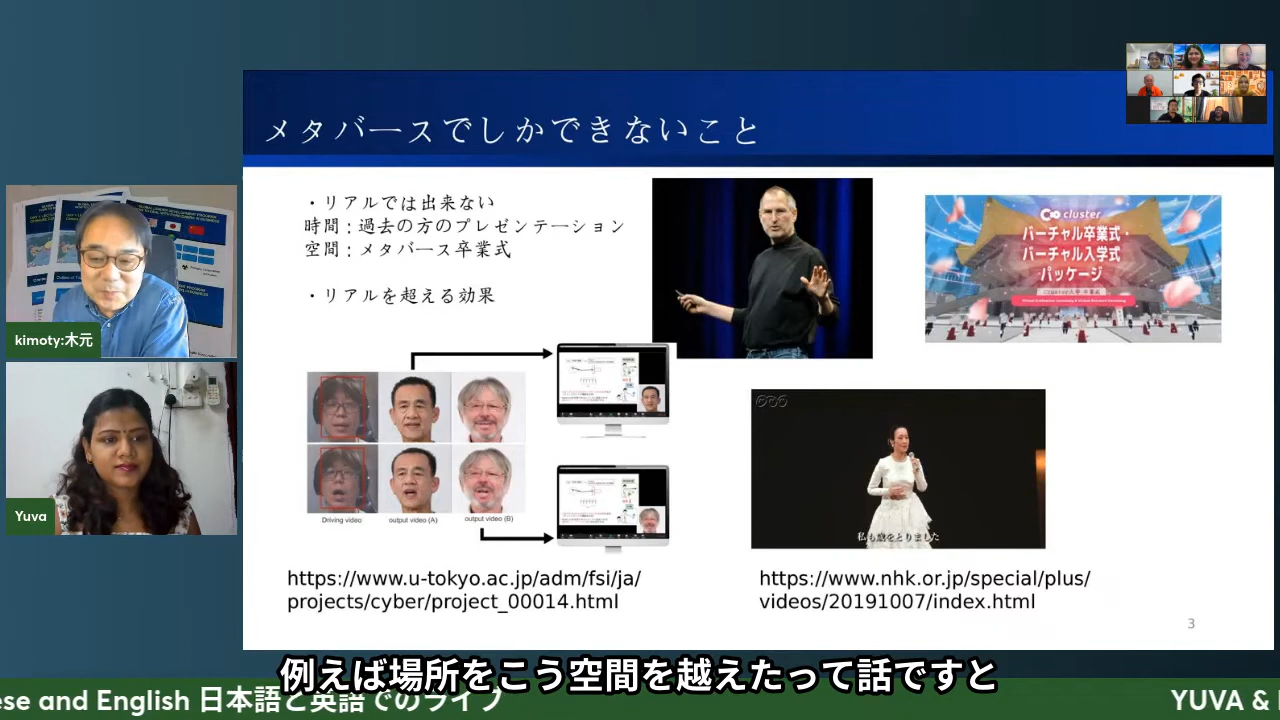 メタバースでしかできないこと
・リアルでは出来ない
時間：過去の方のプレゼンテーション
空間：メタバース卒業式
・リアルを超える効果
cluster
バーチャル卒業式・
バーチャル入学式
パッケージ
kimoty:木元
Yuva
Driving video
output video (A)
output video (B)
私も歳をとりました
https://www.u-tokyo.ac.jp/adm/fsi/ja/
projects/cyber/project_00014.html
https://www.nhk.or.jp/special/plus/
videos/20191007/index.html
3
例えば場所をこう空間を越えたって話ですと
ese and English 日本語と英語でのライブ
YUVA &